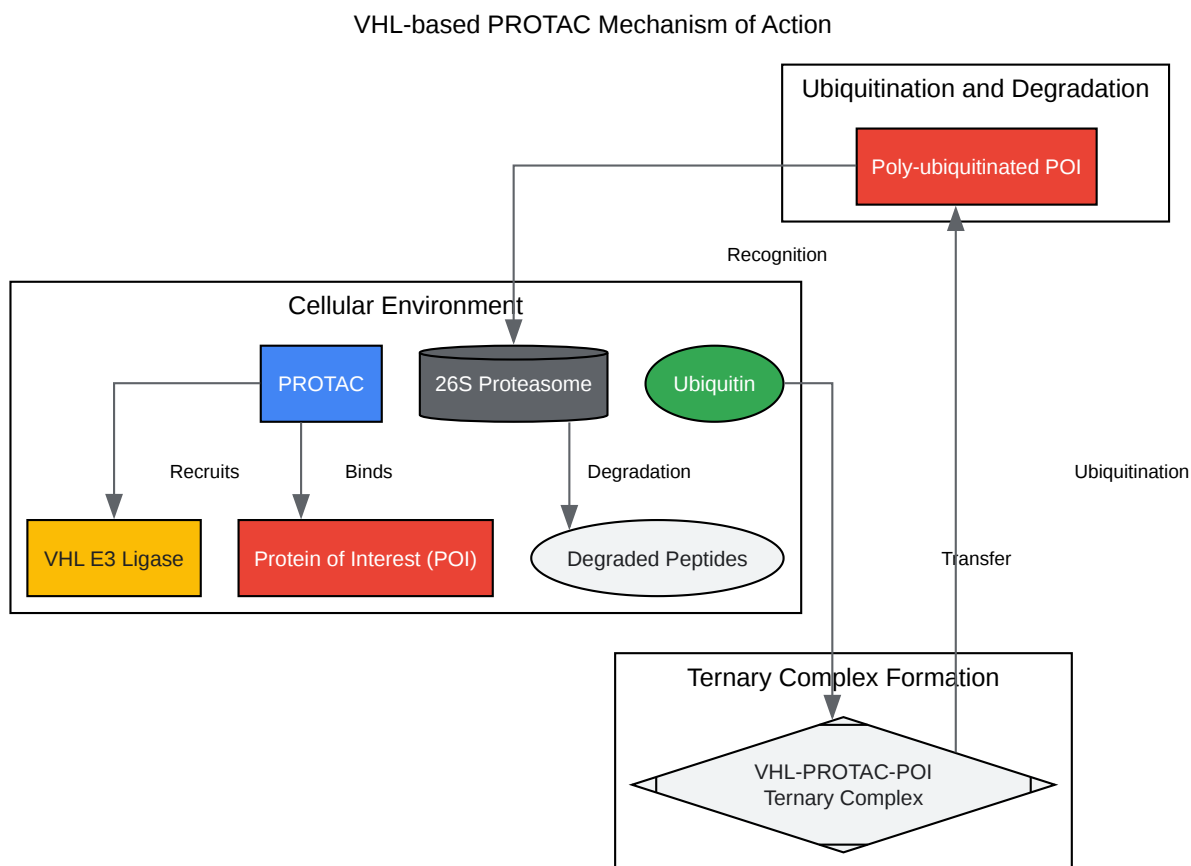 VHL-based PROTAC Mechanism of Action
Ubiquitination and Degradation
Poly-ubiquitinated POI
Recognition
Cellular Environment
PROTAC
26S Proteasome
Ubiquitin
Recruits
Binds
Degradation
Ubiquitination
VHL E3 Ligase
Protein of Interest (POI)
Degraded Peptides
Transfer
Ternary Complex Formation
VHL-PROTAC-POI
Ternary Complex